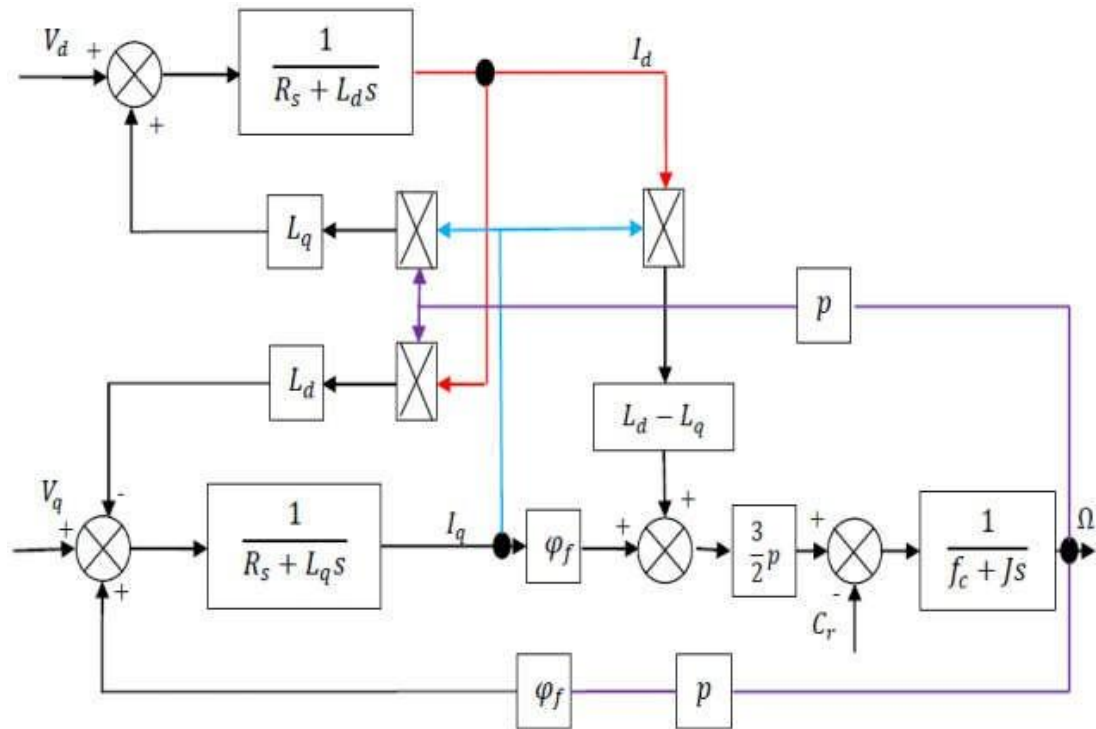 V_d
+
1
R_s + L_d s
I_d
+
L_q
p
L_d
L_d − L_q
V_q
-
+
+
1
R_s + L_q s
I_q
φ_f
+
+
3/2 p
+
-
C_r
1
f_c + Js
Ω
φ_f
p